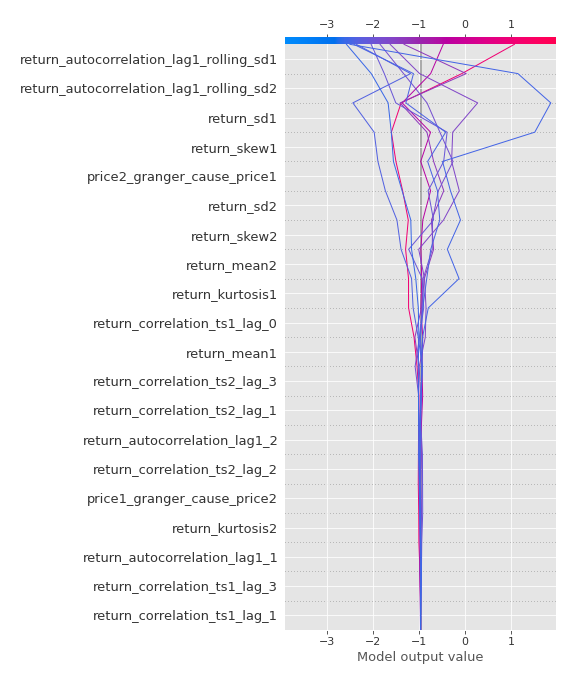 −3 −2 −1 0 1
return_autocorrelation_lag1_rolling_sd1
return_autocorrelation_lag1_rolling_sd2
return_sd1
return_skew1
price2_granger_cause_price1
return_sd2
return_skew2
return_mean2
return_kurtosis1
return_correlation_ts1_lag_0
return_mean1
return_correlation_ts2_lag_3
return_correlation_ts2_lag_1
return_autocorrelation_lag1_2
return_correlation_ts2_lag_2
price1_granger_cause_price2
return_kurtosis2
return_autocorrelation_lag1_1
return_correlation_ts1_lag_3
return_correlation_ts1_lag_1
−3 −2 −1 0 1
Model output value